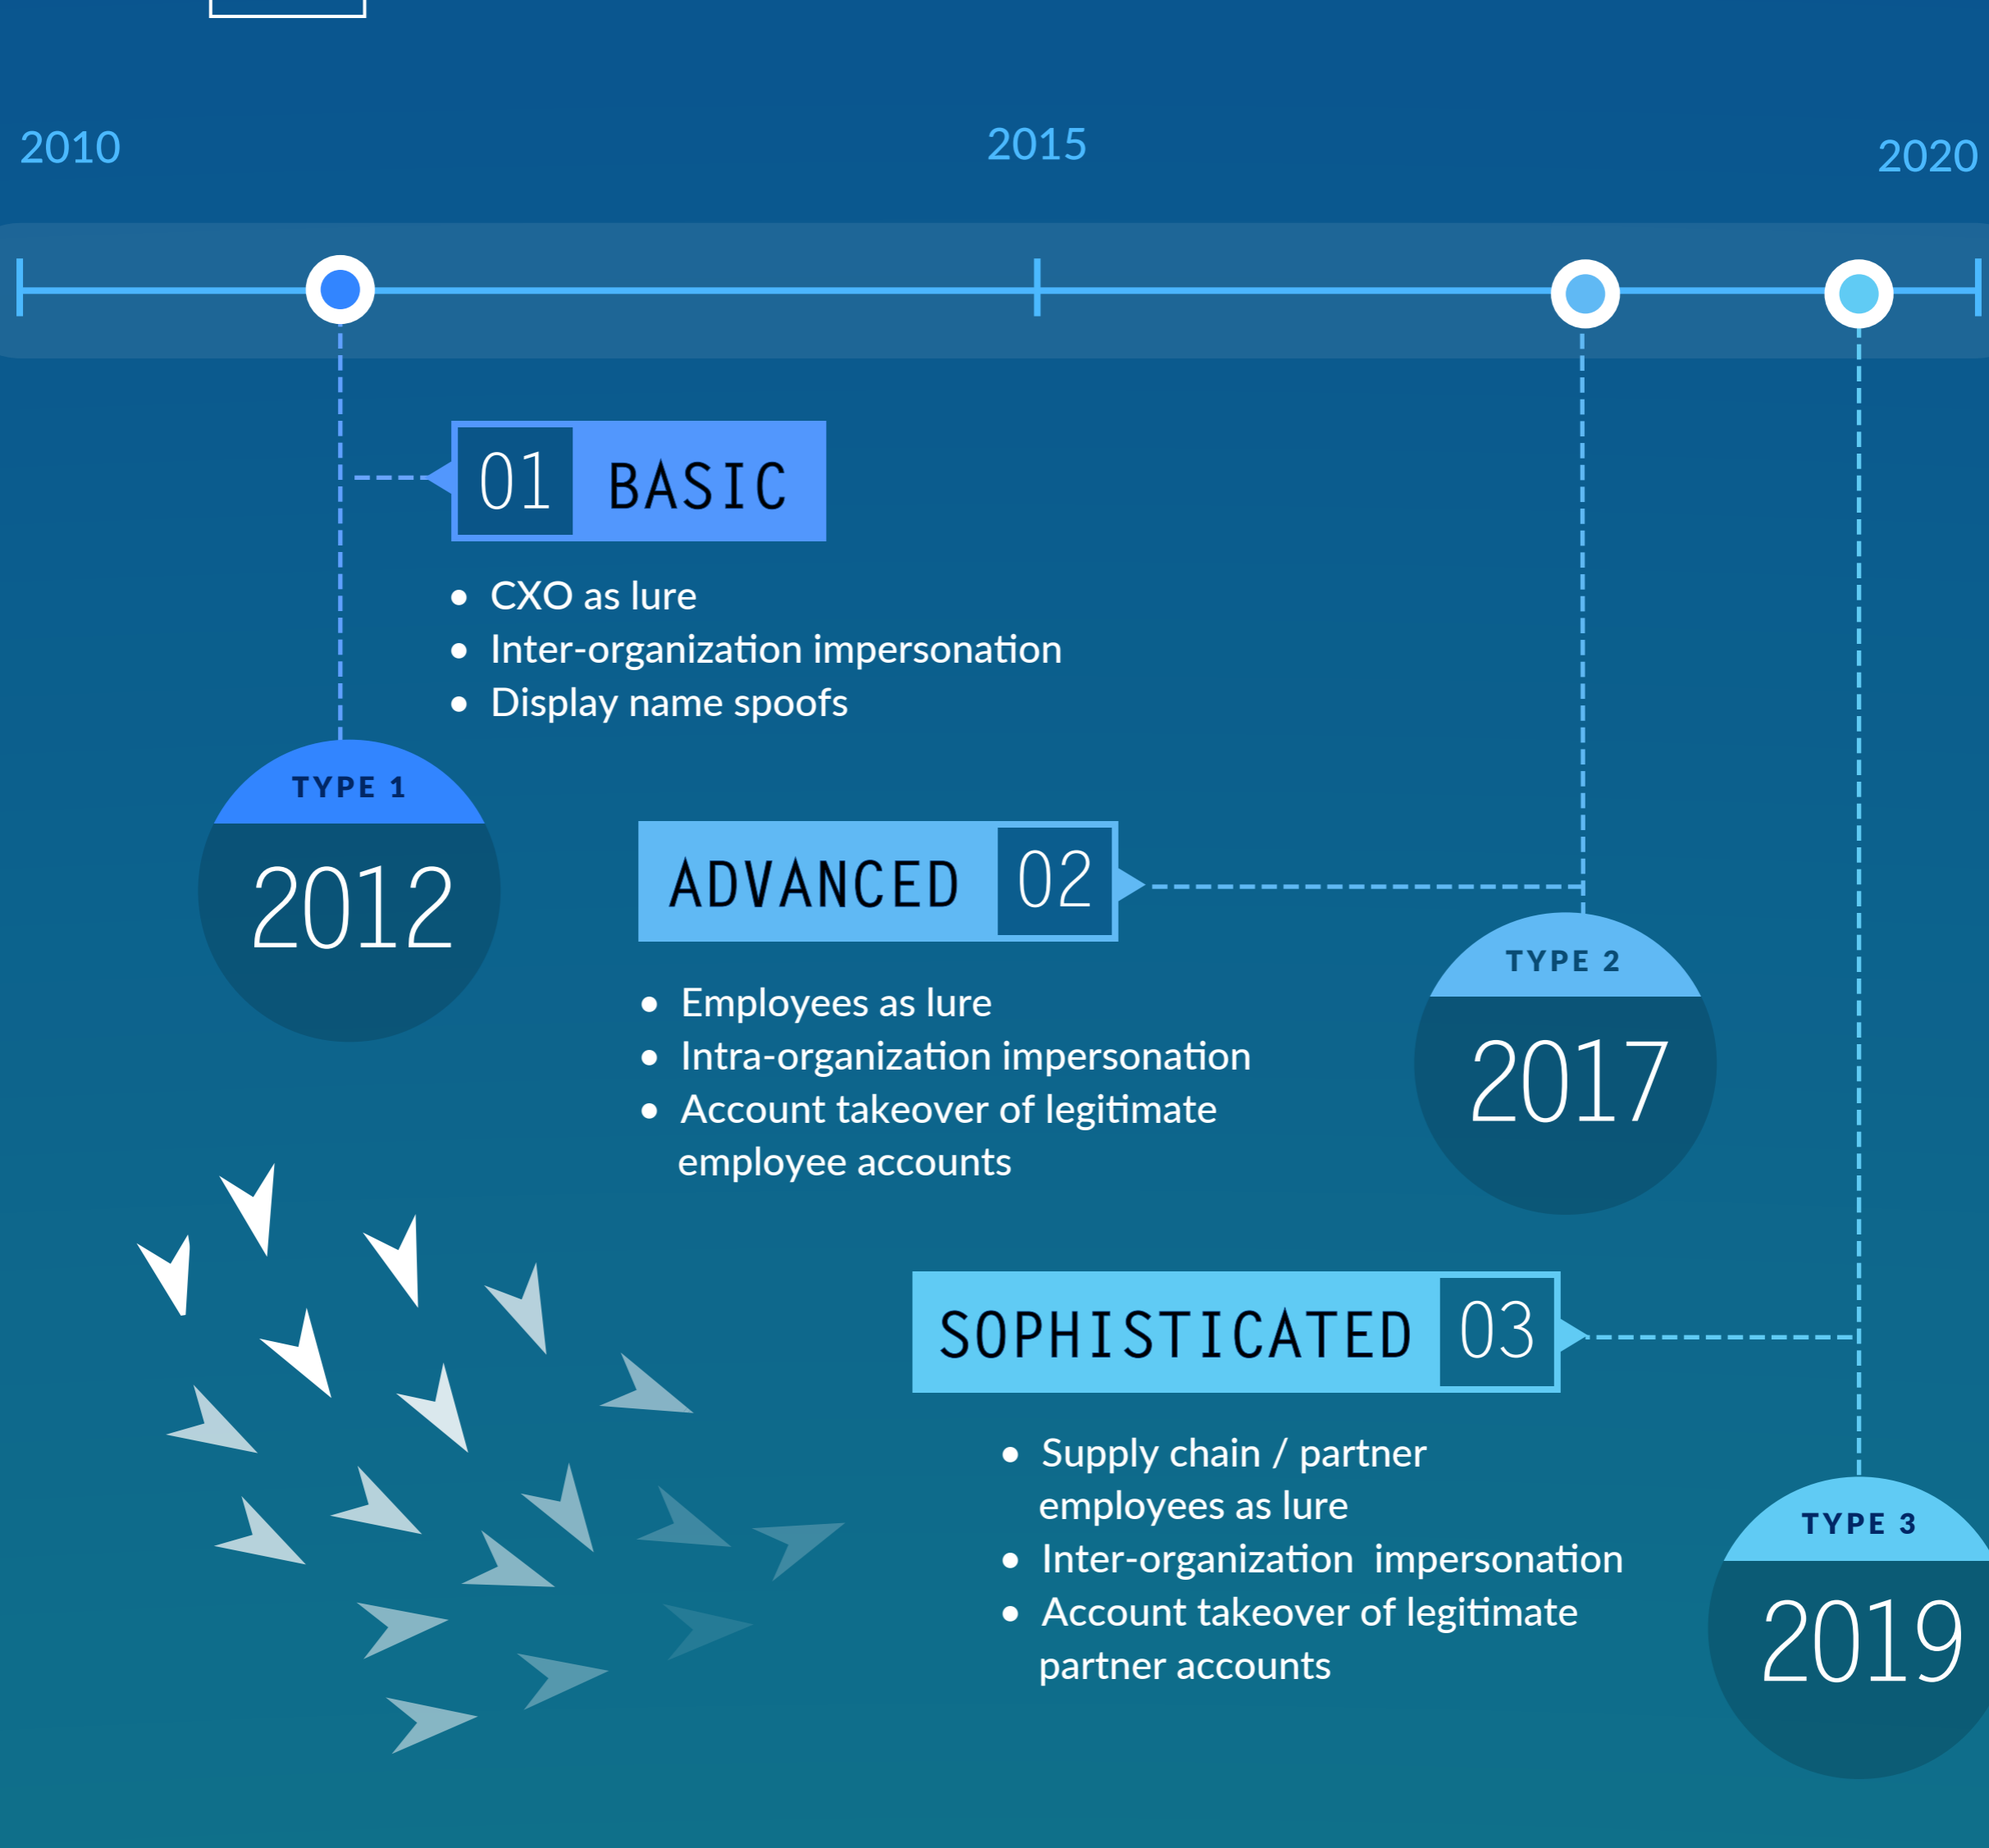 2010
2015
2020
01 BASIC
• CXO as lure
• Inter-organization impersonation
• Display name spoofs
TYPE 1
2012
ADVANCED 02
• Employees as lure
• Intra-organization impersonation
• Account takeover of legitimate
employee accounts
TYPE 2
2017
SOPHISTICATED 03
• Supply chain / partner
employees as lure
• Inter-organization impersonation
• Account takeover of legitimate
partner accounts
TYPE 3
2019